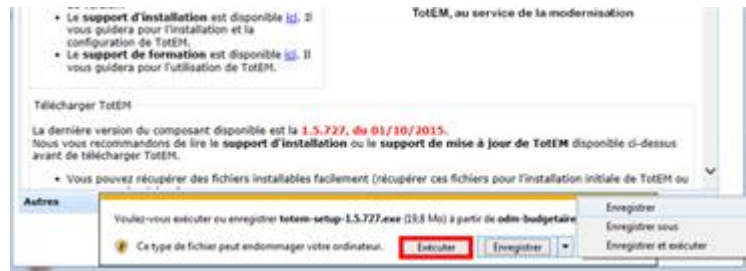 TotEM, au service de la modernisation
• Le support d'installation est disponible ici. Il
vous guidera pour l'installation et la
configuration de TotEM.
• Le support de formation est disponible ici. Il
vous guidera pour l'utilisation de TotEM.
Télécharger TotEM
La dernière version du composant disponible est la 1.5.727, du 01/10/2015.
Nous vous recommandons de lire le support d'installation ou le support de mise à jour de TotEM disponible ci-dessus
avant de télécharger TotEM.
• Vous pouvez récupérer des fichiers installables facilement (récupérer ces fichiers pour l'installation initiale de TotEM ou
Autres
Voulez-vous exécuter ou enregistrer totem-setup-1.5.727.exe (19,8 Mo) à partir de odm-budgetaire
Ce type de fichier peut endommager votre ordinateur.
Exécuter
Enregistrer
Enregistrer
Enregistrer sous
Enregistrer et exécuter